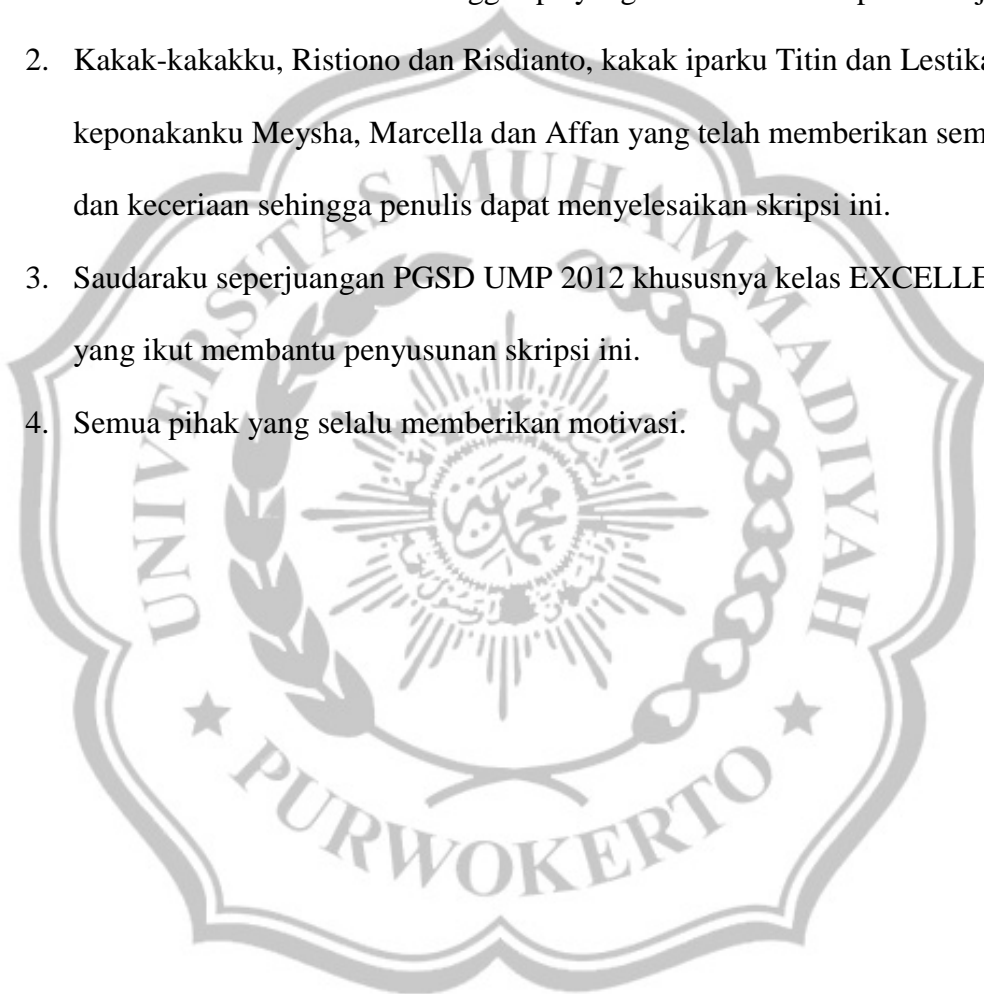 2. Kakak-kakakku, Ristiono dan Risdianto, kakak iparku Titin dan Lestika
keponakanku Meysha, Marcella dan Affan yang telah memberikan sem
dan keceriaan sehingga penulis dapat menyelesaikan skripsi ini.
3. Saudaraku seperjuangan PGSD UMP 2012 khususnya kelas EXCELLE
yang ikut membantu penyusunan skripsi ini.
4. Semua pihak yang selalu memberikan motivasi.
UNIVERSITAS MUHAMMADIYAH
PURWOKERTO